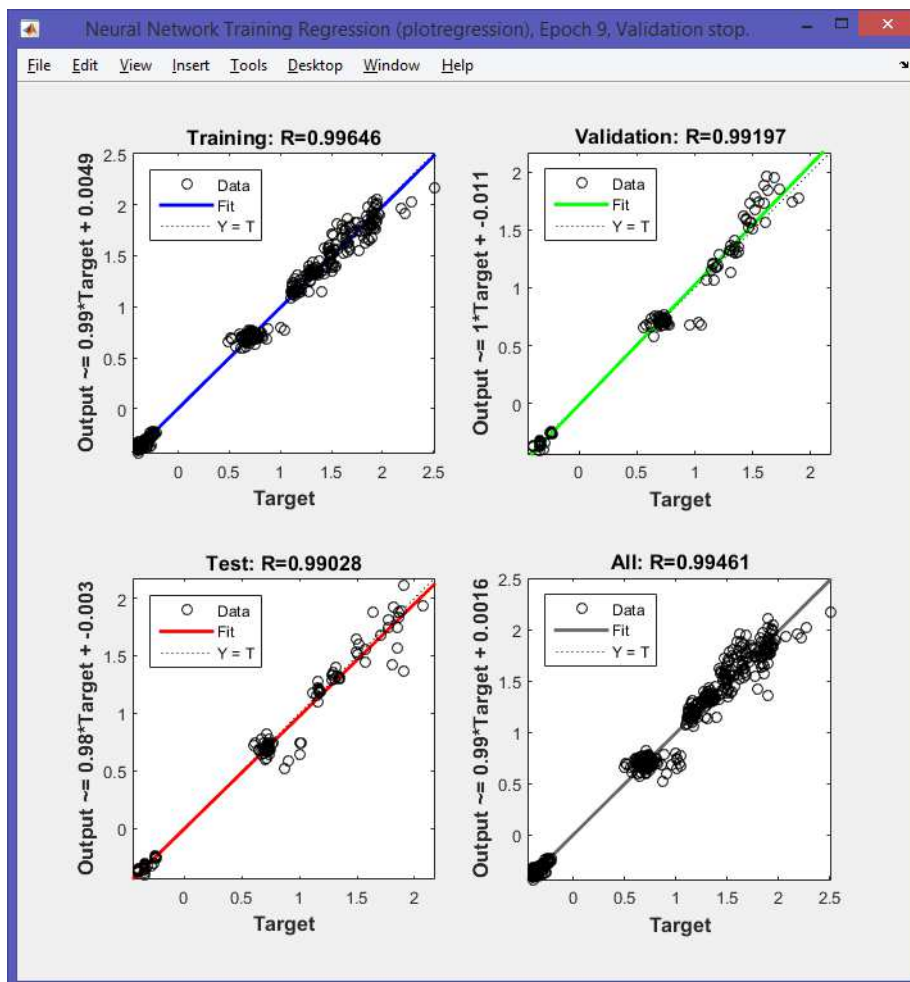 Neural Network Training Regression (plotregression), Epoch 9, Validation stop.
File Edit View Insert Tools Desktop Window Help
Training: R=0.99646
Output ~= 0.99*Target + 0.0049
2.5
2
1.5
1
0.5
0
Data
Fit
Y = T
0 0.5 1 1.5 2 2.5
Target
Validation: R=0.99197
Output ~= 1*Target + -0.011
2
1.5
1
0.5
0
Data
Fit
Y = T
0 0.5 1 1.5 2
Target
Test: R=0.99028
Output ~= 0.98*Target + -0.003
2
1.5
1
0.5
0
Data
Fit
Y = T
0 0.5 1 1.5 2
Target
All: R=0.99461
Output ~= 0.99*Target + 0.0016
2.5
2
1.5
1
0.5
0
Data
Fit
Y = T
0 0.5 1 1.5 2 2.5
Target